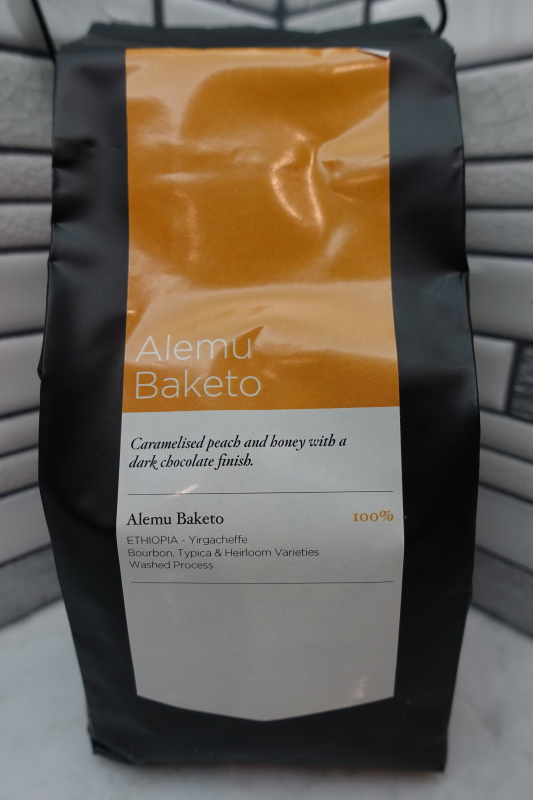 Alemu
Baketo
Caramelised peach and honey with a
dark chocolate finish.
Alemu Baketo 100%
ETHIOPIA - Yirgacheffe
Bourbon, Typica & Heirloom Varieties
Washed Process